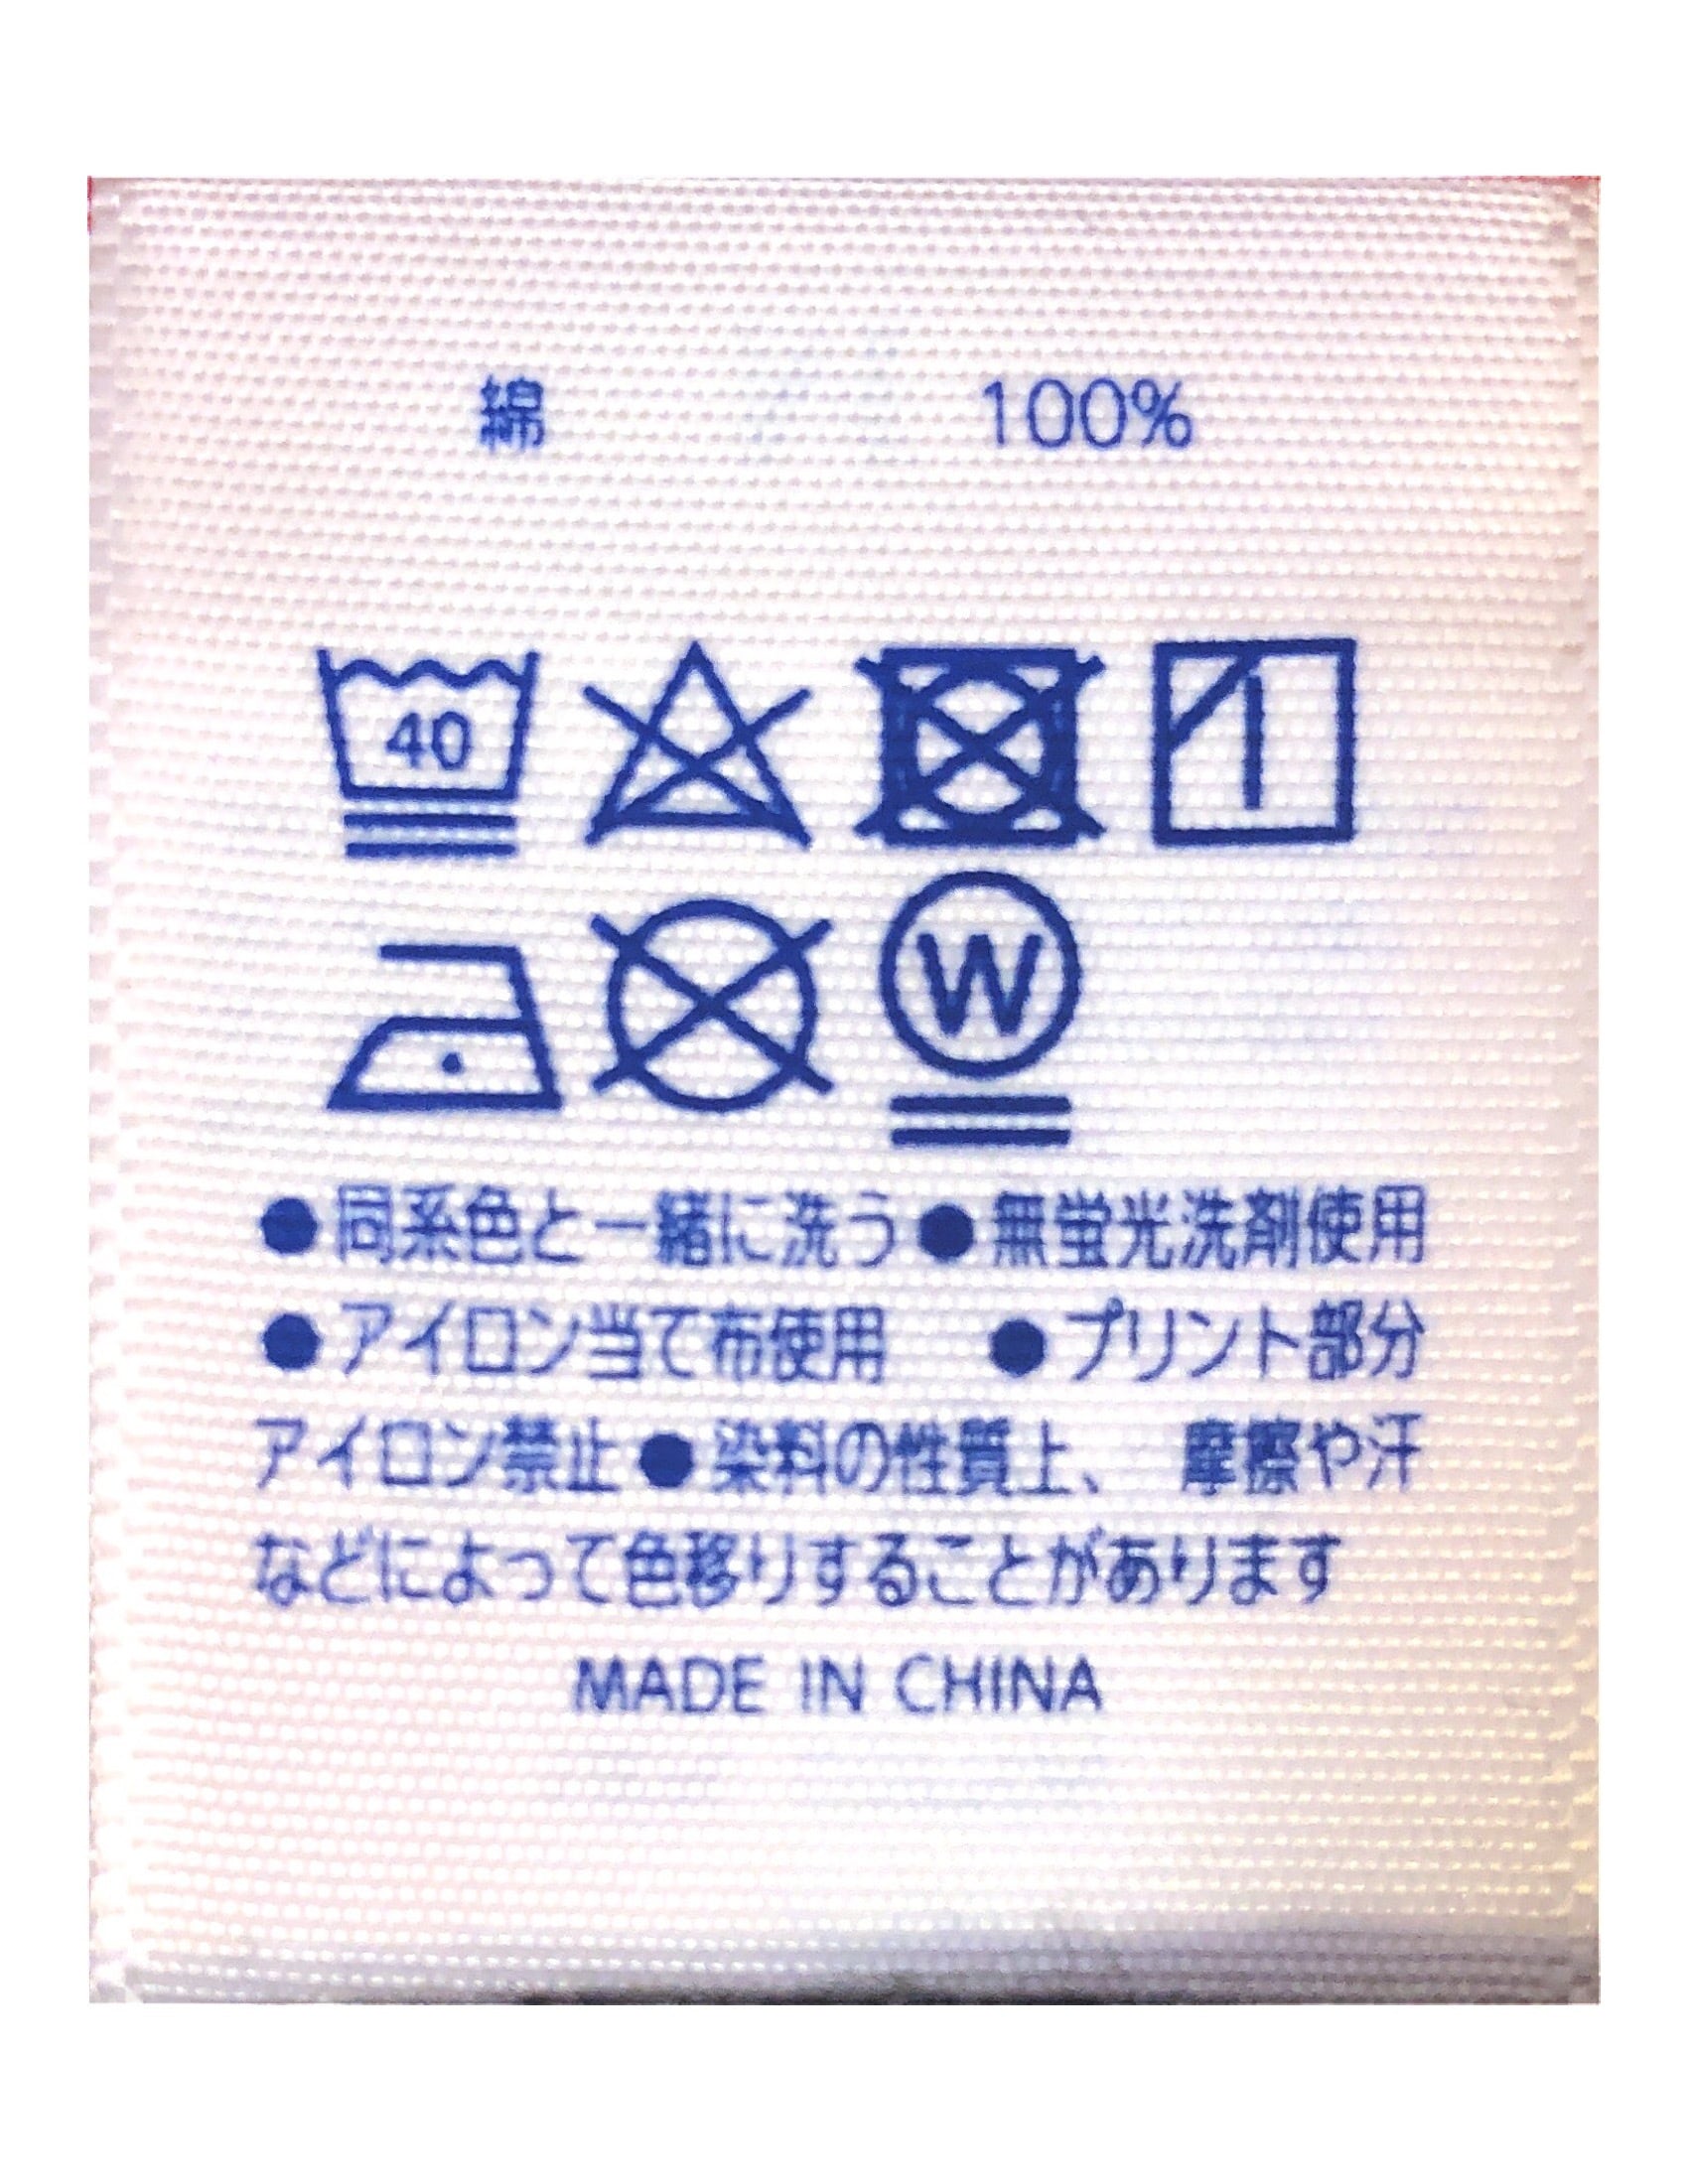 綿 100%
40
W
●同系色と一緒に洗う●無蛍光洗剤使用
●アイロン当て布使用 ●プリント部分
アイロン禁止●染料の性質上、 摩擦や汗
などによって色移りすることがあります
MADE IN CHINA